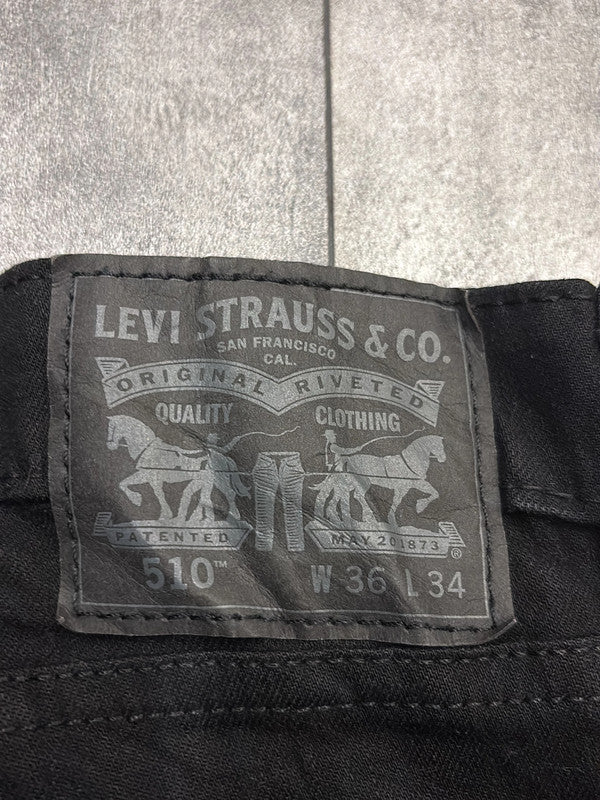 LEVI STRAUSS & CO.
SAN FRANCISCO
CAL.
ORIGINAL RIVETED
QUALITY CLOTHING
PATENTED MAY 20 1873 ®
510™ W 36 L 34